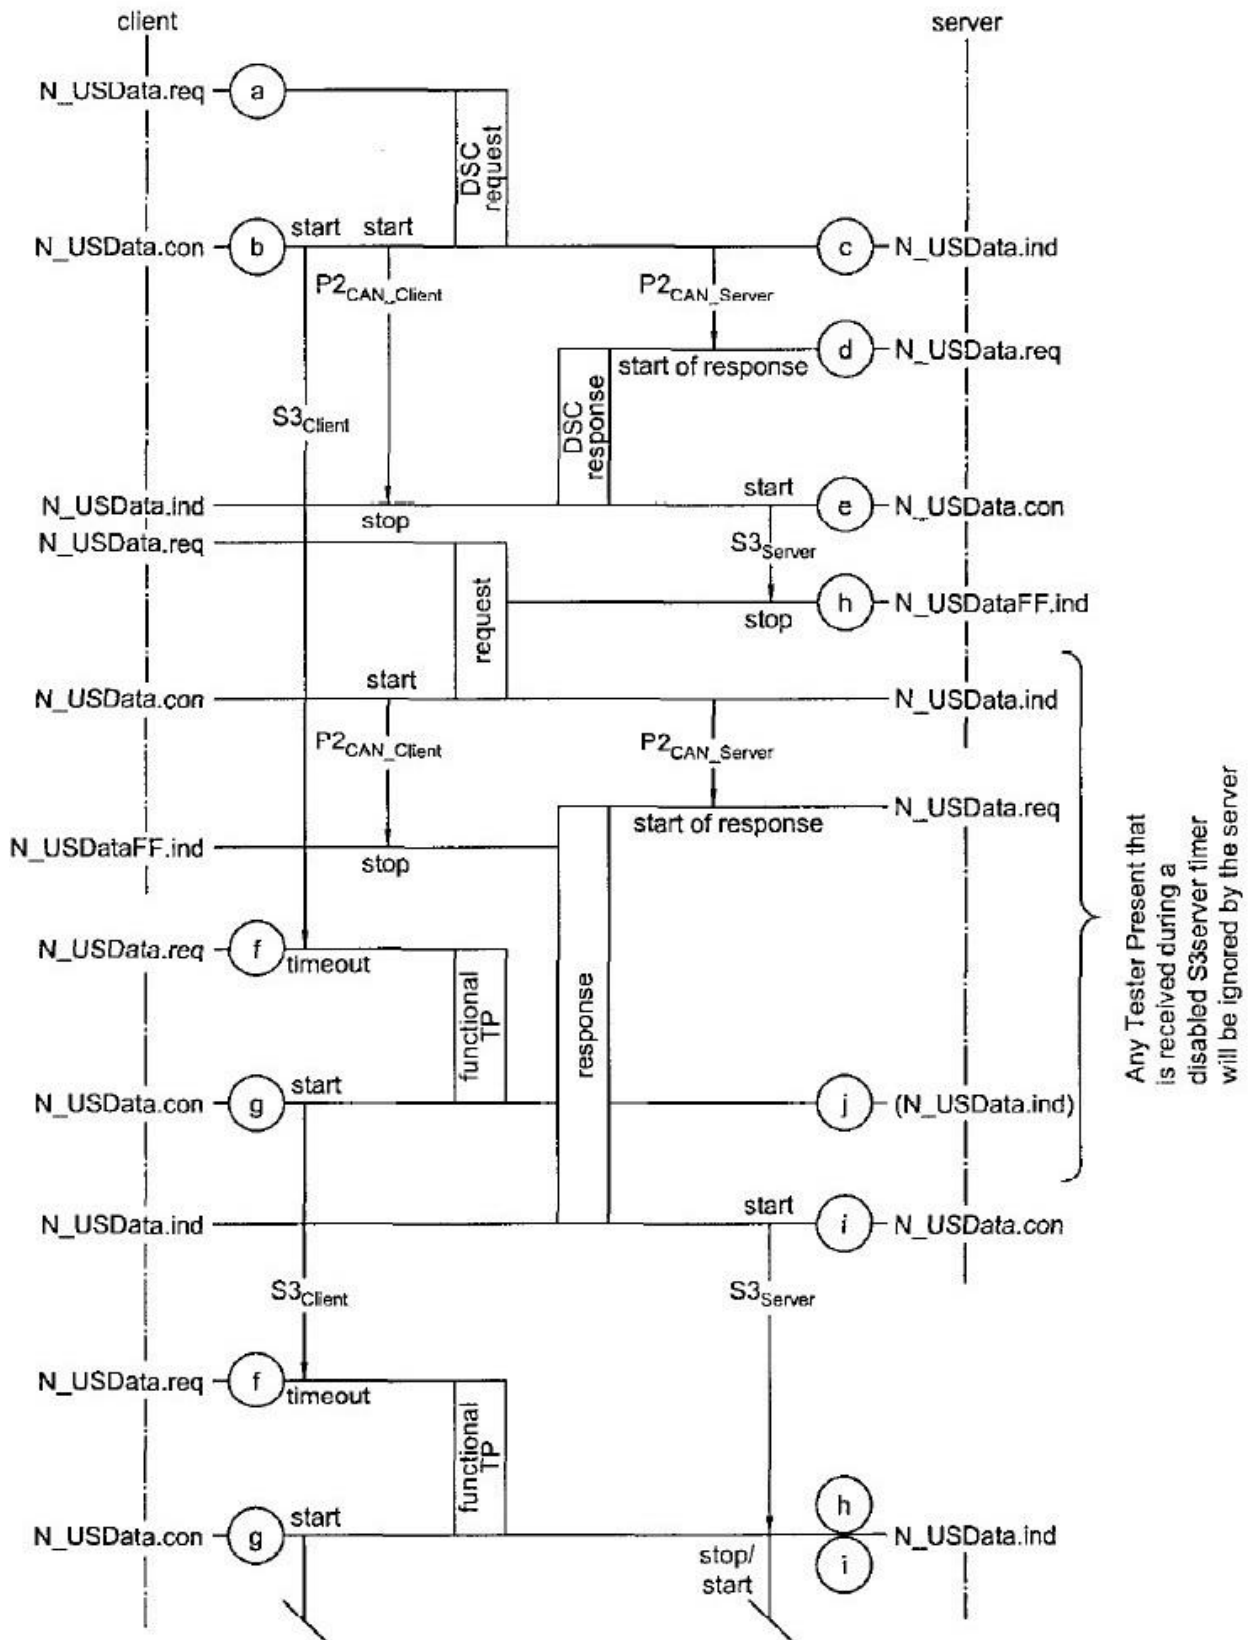 client
server
N_USData.req
a
DSC
request
N_USData.con
b
start
start
c
N_USData.ind
P2CAN_Client
P2CAN_Server
d
N_USData.req
start of response
S3Client
DSC
response
N_USData.ind
stop
start
e
N_USData.con
N_USData.req
S3Server
request
stop
h
N_USDataFF.ind
N_USData.con
start
N_USData.ind
P2CAN_Client
P2CAN_Server
N_USData.req
start of response
N_USDataFF.ind
stop
Any Tester Present that
is received during a
disabled S3server timer
will be ignored by the server
N_USData.req
f
timeout
functional
TP
response
N_USData.con
g
start
j
(N_USData.ind)
N_USData.ind
start
i
N_USData.con
S3Client
S3Server
N_USData.req
f
timeout
functional
TP
N_USData.con
g
start
h
N_USData.ind
i
stop/
start